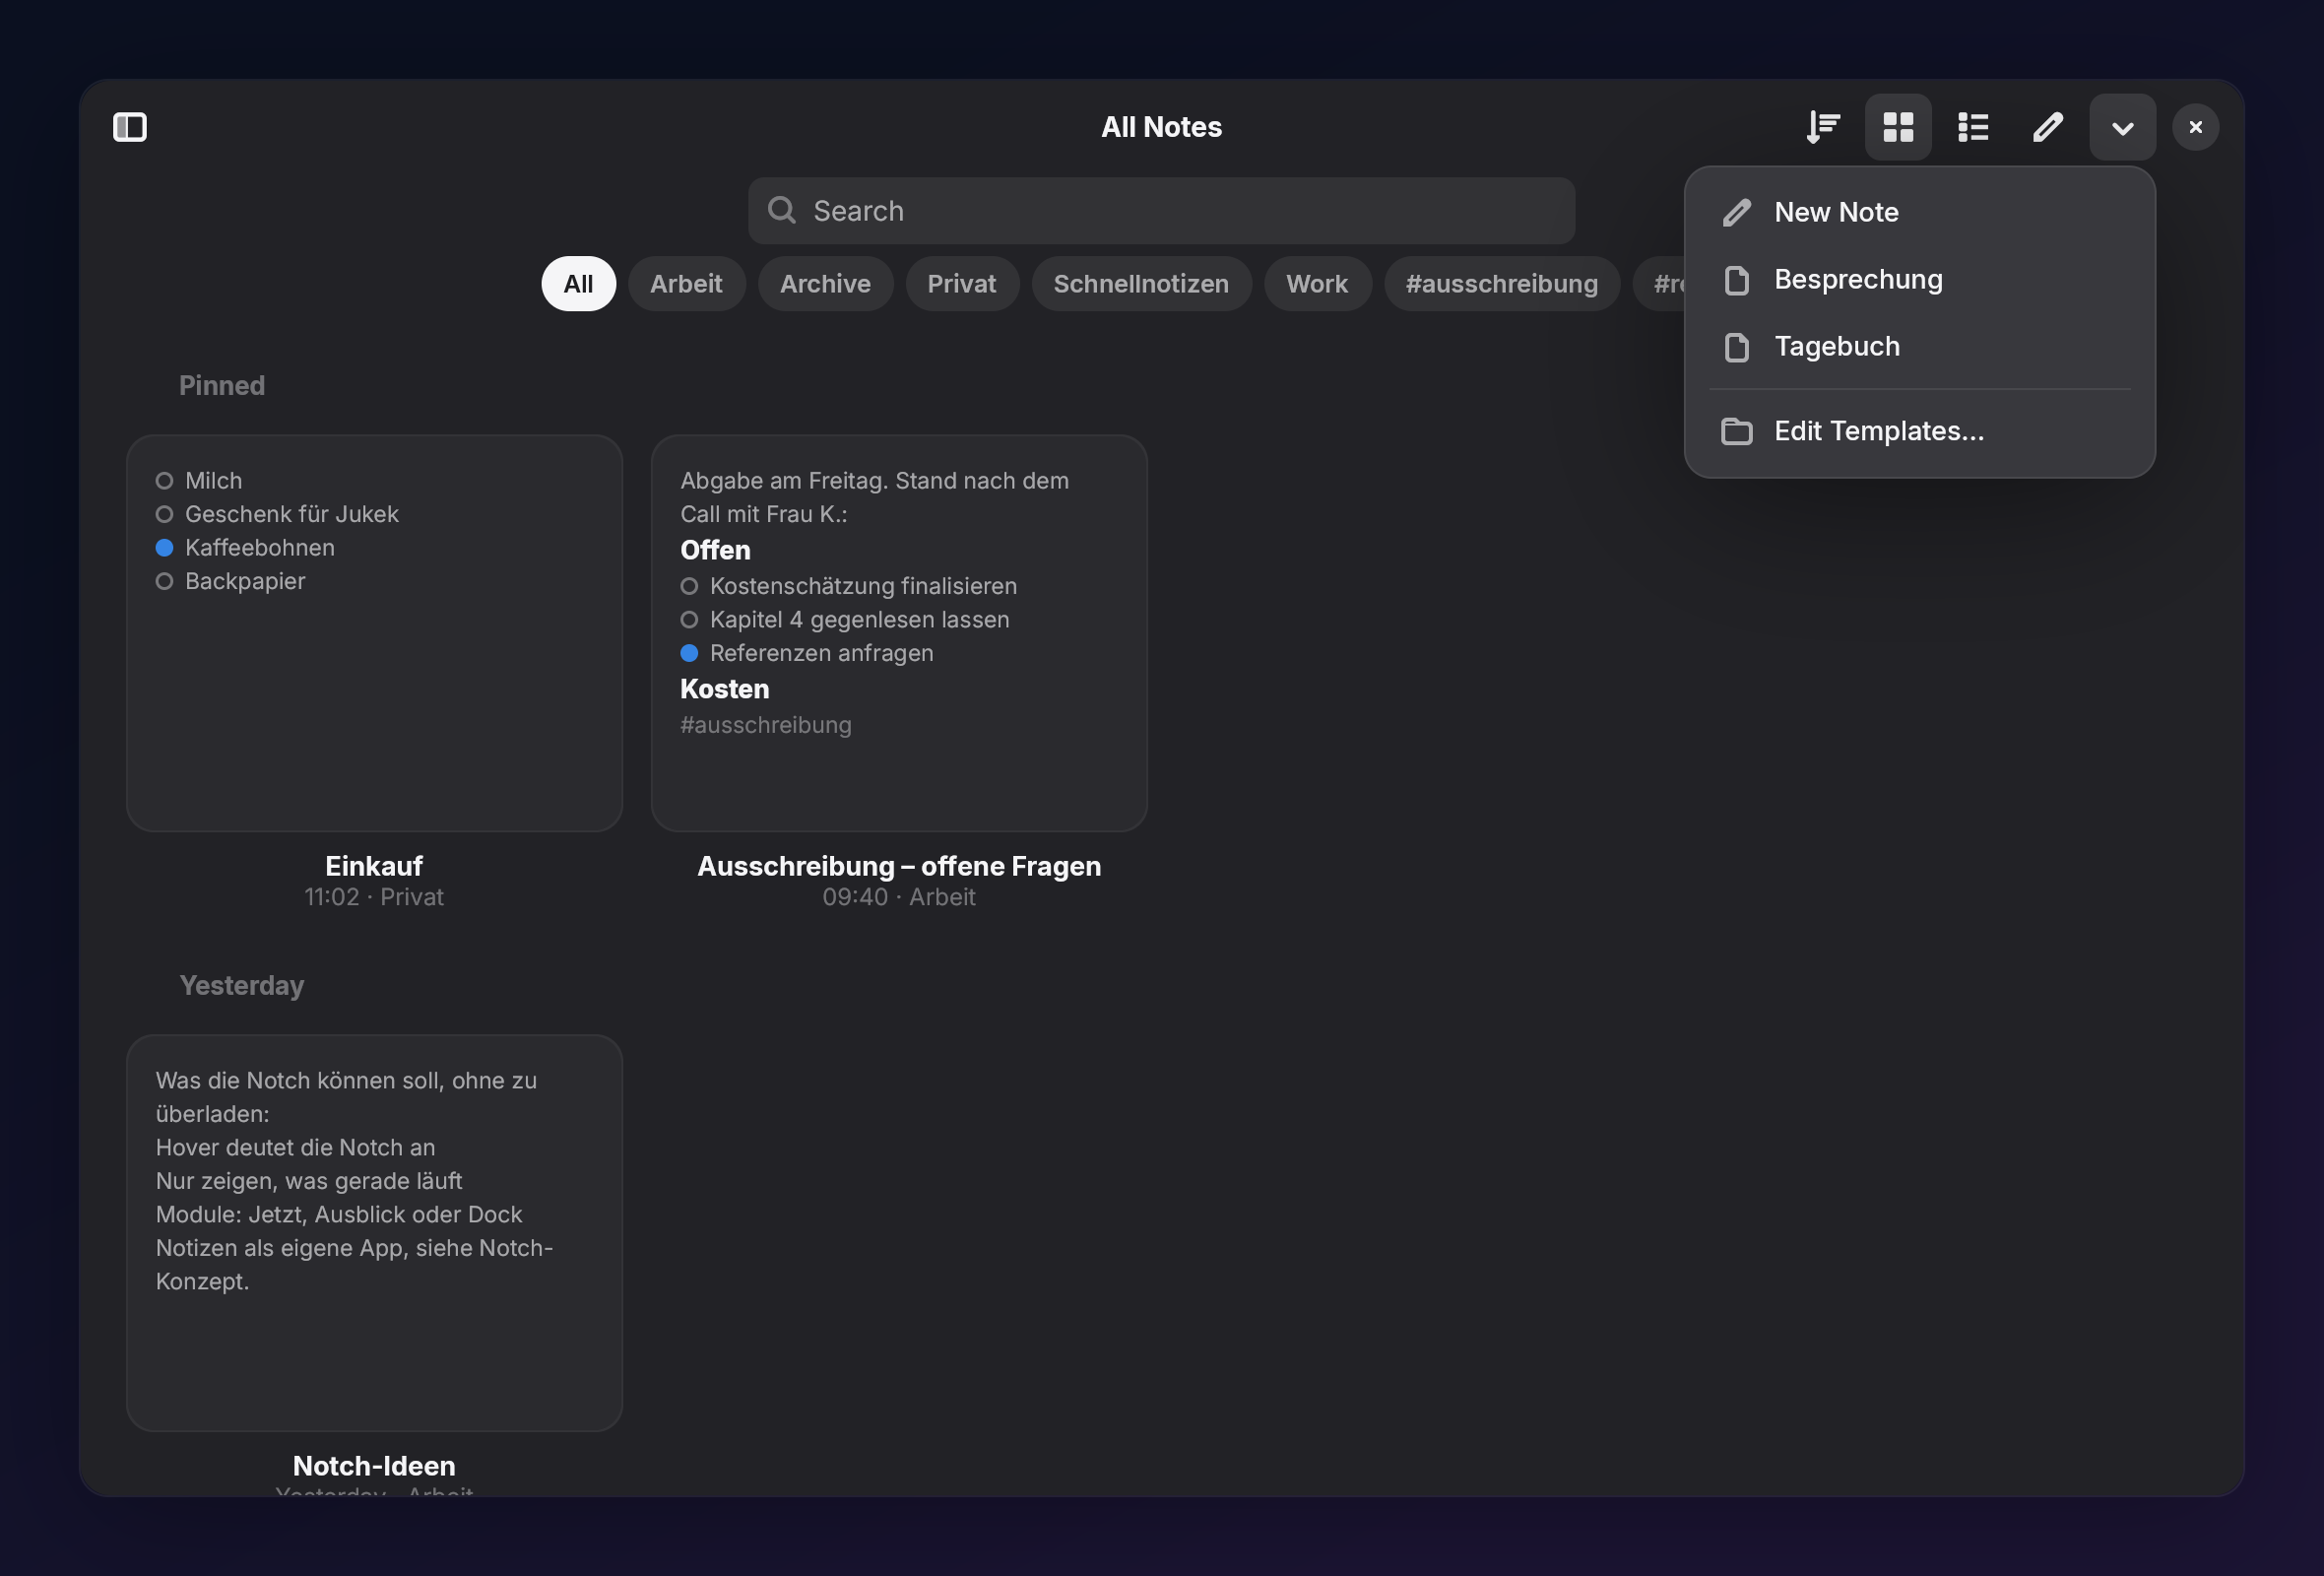 All Notes
Search
All
Arbeit
Archive
Privat
Schnellnotizen
Work
#ausschreibung
New Note
Besprechung
Tagebuch
Edit Templates...
Pinned
Milch
Geschenk für Jukek
Kaffeebohnen
Backpapier
Einkauf
11:02 · Privat
Abgabe am Freitag. Stand nach dem
Call mit Frau K.:
Offen
Kostenschätzung finalisieren
Kapitel 4 gegenlesen lassen
Referenzen anfragen
Kosten
#ausschreibung
Ausschreibung – offene Fragen
09:40 · Arbeit
Yesterday
Was die Notch können soll, ohne zu
überladen:
Hover deutet die Notch an
Nur zeigen, was gerade läuft
Module: Jetzt, Ausblick oder Dock
Notizen als eigene App, siehe Notch-
Konzept.
Notch-Ideen
Yesterday · Arbeit